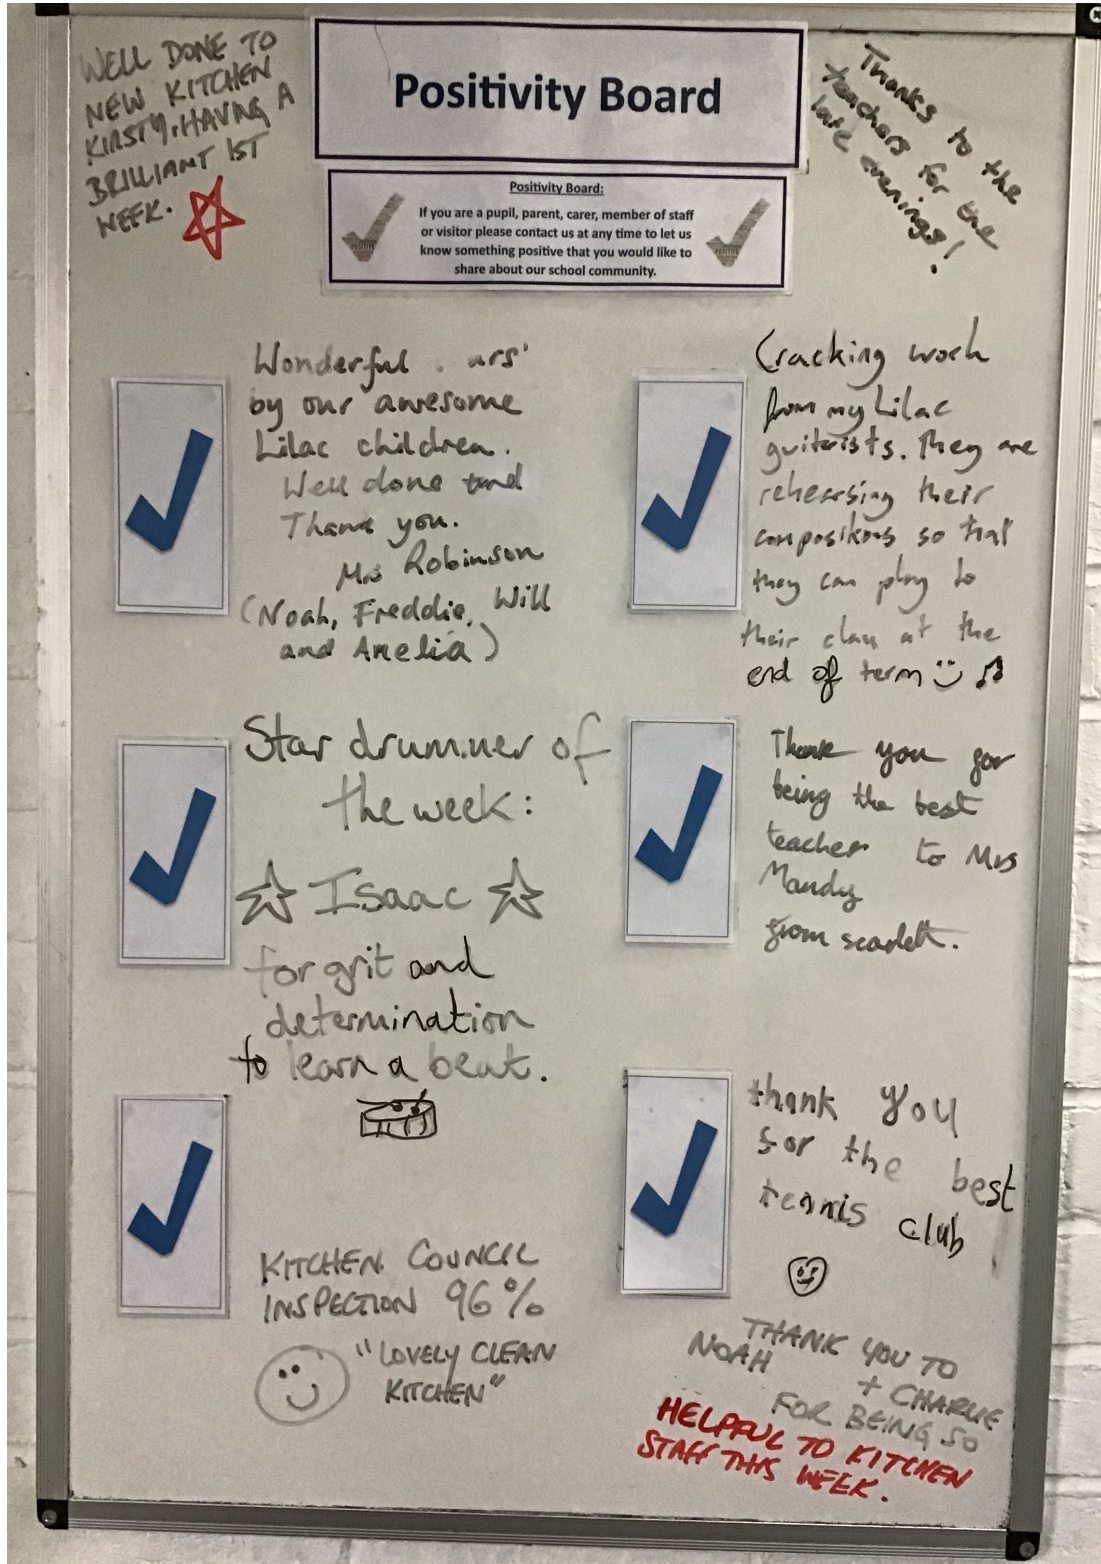 Positivity Board
Positivity Board:
If you are a pupil, parent, carer, member of staff
or visitor please contact us at any time to let us
know something positive that you would like to
share about our school community.
WELL DONE TO
NEW KITCHEN
KIRSTY, HAVING A
BRILLIANT 1ST
WEEK.
Thanks to the
teachers for the
late evenings!
Wonderful
by our awesome
Lilac children.
Well done and
Thank you.
Mrs Robinson
(Noah, Freddie, Will
and Amelia)
Cracking work
from my Lilac
guitarists. They are
rehearsing their
compositions so that
they can play to
their class at the
end of term
Star drummer of
the week:
Isaac
for grit and
determination
to learn a beat.
Thank you for
being the best
teacher to Mrs
Mandy
from scarlett.
KITCHEN COUNCIL
INSPECTION 96%
"LOVELY CLEAN
KITCHEN"
thank you
for the best
tennis club
THANK YOU TO
NOAH + CHARLIE
FOR BEING SO
HELPFUL TO KITCHEN
STAFF THIS WEEK.